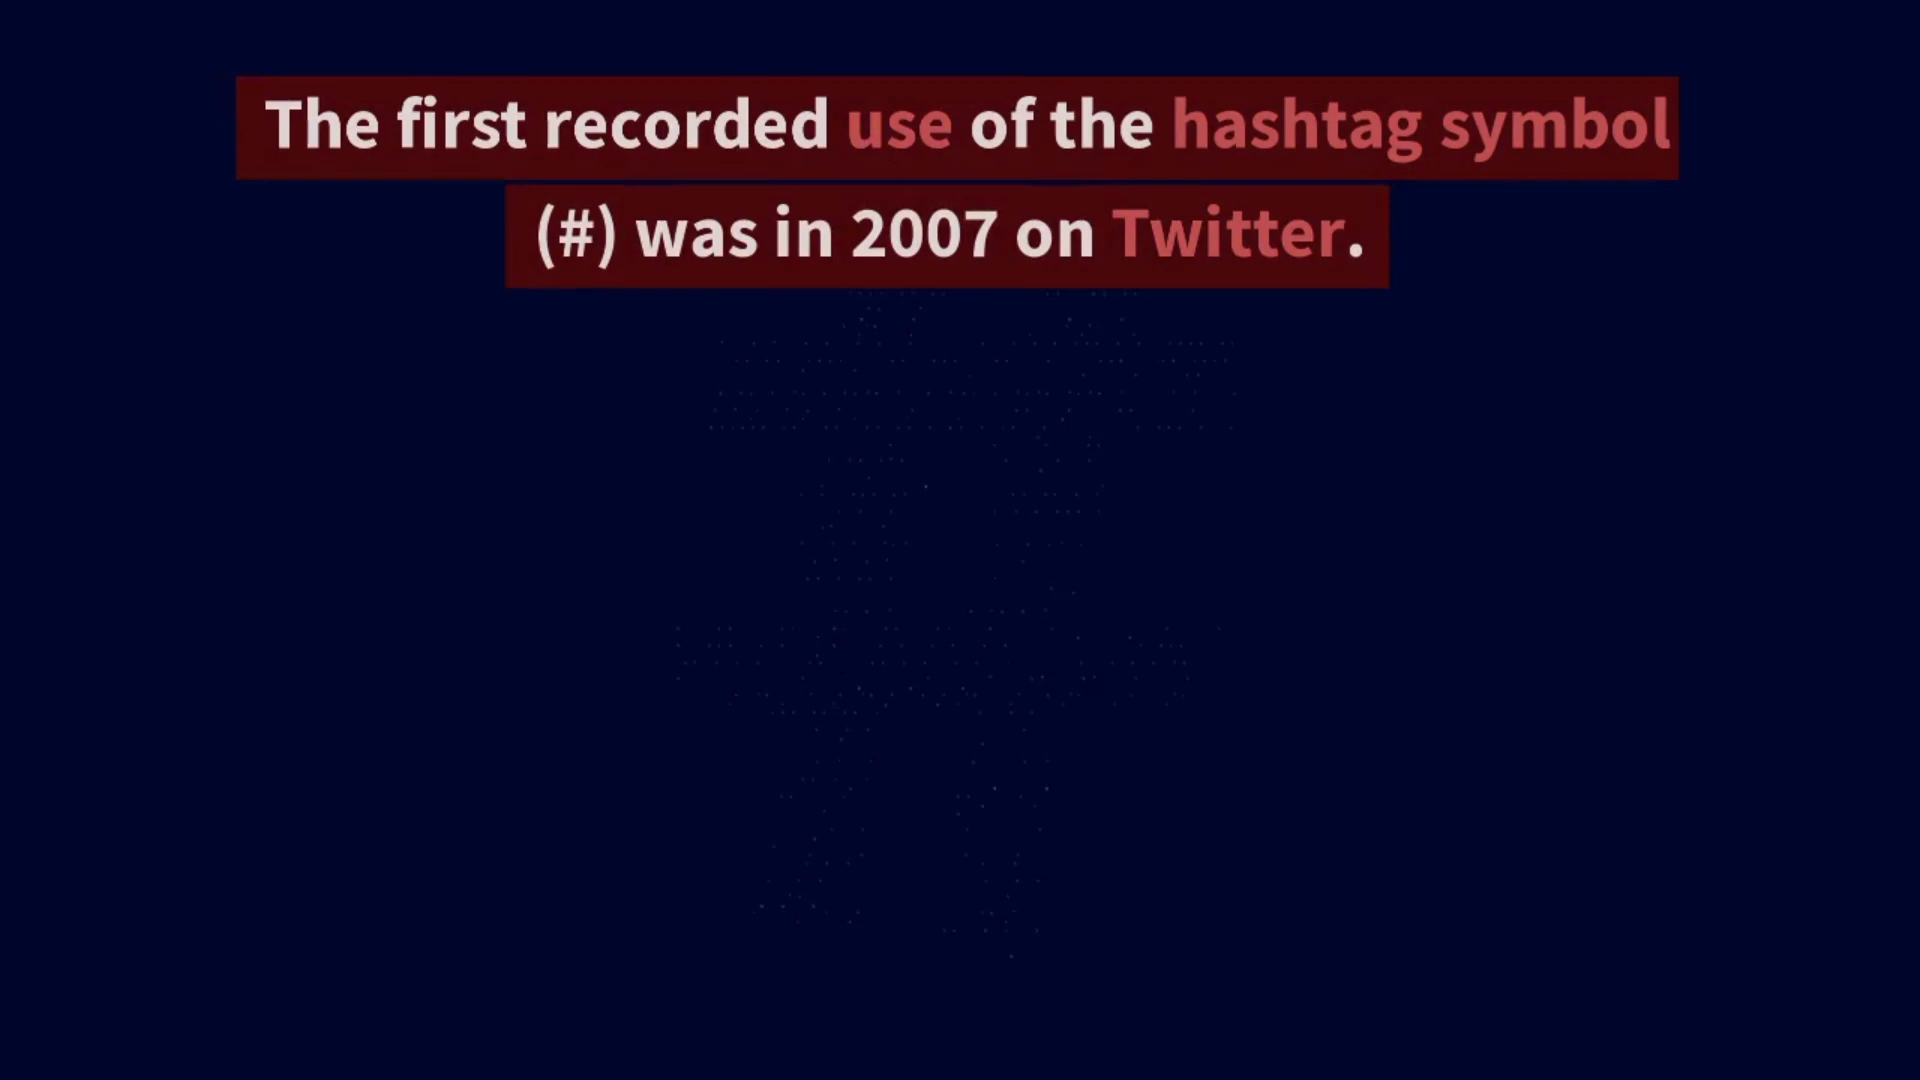 The first recorded use of the hashtag symbol
(#) was in 2007 on Twitter.